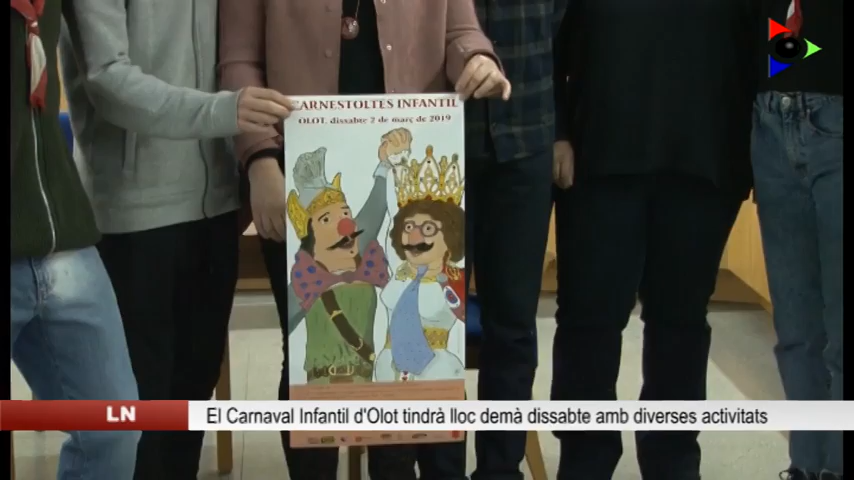 CARNESTOLTES INFANTIL
OLOT, dissabte 2 de març de 2019
LN
El Carnaval Infantil d'Olot tindrà lloc demà dissabte amb diverses activitats